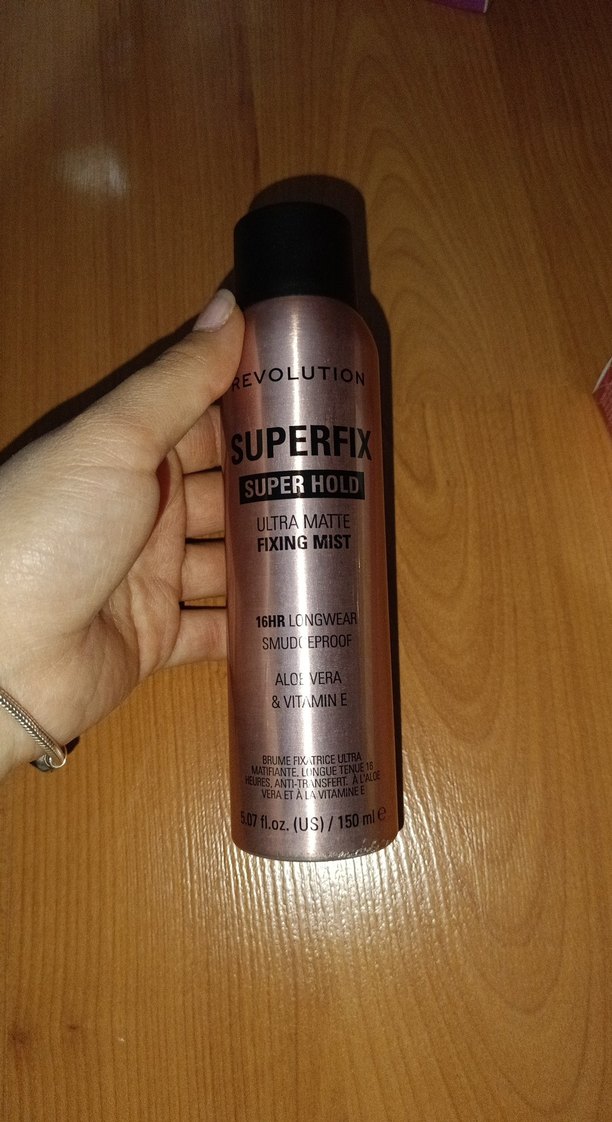 REVOLUTION
SUPERFIX
SUPER HOLD
ULTRA MATTE
FIXING MIST
16HR LONGWEAR
SMUDGEPROOF
ALOE VERA
& VITAMIN E
BRUME FIXATRICE ULTRA
MATIFIANTE, LONGUE TENUE 16
HEURES, ANTI-TRANSFERT. À L'ALOE
VERA ET À LA VITAMINE E
5.07 fl.oz. (US) / 150 ml ℮